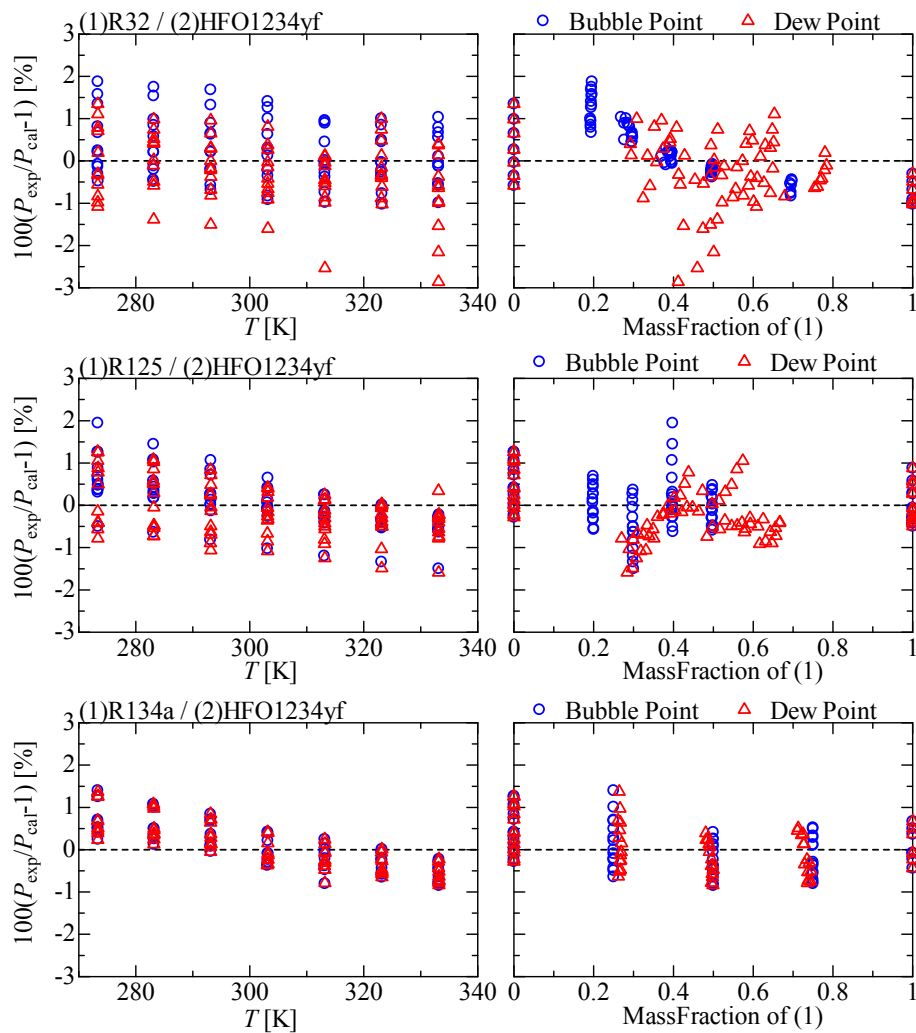 (1)R32 / (2)HFO1234yf
Bubble Point Dew Point
3
2
1
0
-1
-2
-3
100(Pexp/Pcal-1) [%]
280 300 320 340
0 0.2 0.4 0.6 0.8 1
T [K]
MassFraction of (1)
(1)R125 / (2)HFO1234yf
Bubble Point Dew Point
3
2
1
0
-1
-2
-3
100(Pexp/Pcal-1) [%]
280 300 320 340
0 0.2 0.4 0.6 0.8 1
T [K]
MassFraction of (1)
(1)R134a / (2)HFO1234yf
Bubble Point Dew Point
3
2
1
0
-1
-2
-3
100(Pexp/Pcal-1) [%]
280 300 320 340
0 0.2 0.4 0.6 0.8 1
T [K]
MassFraction of (1)